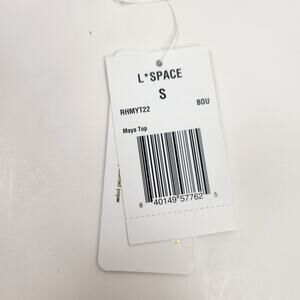 L*SPACE
S
RHMYT22 BOU
Maya Top
8 40149 57762 5